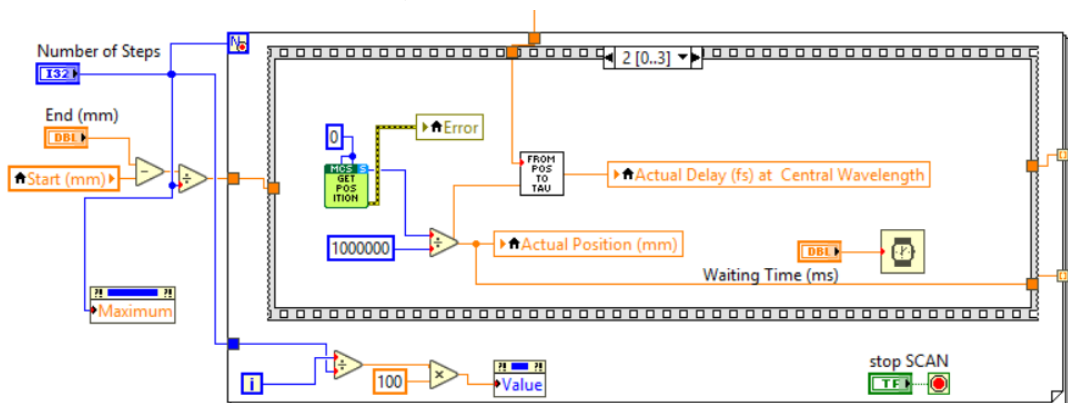 Number of Steps
I32
N
2 [0..3]
End (mm)
DBL
Start (mm)
0
Error
MCS S
GET
POS
ITION
FROM
POS
TO
TAU
Actual Delay (fs) at Central Wavelength
1000000
Actual Position (mm)
DBL
Waiting Time (ms)
Maximum
i
100
Value
stop SCAN
TF